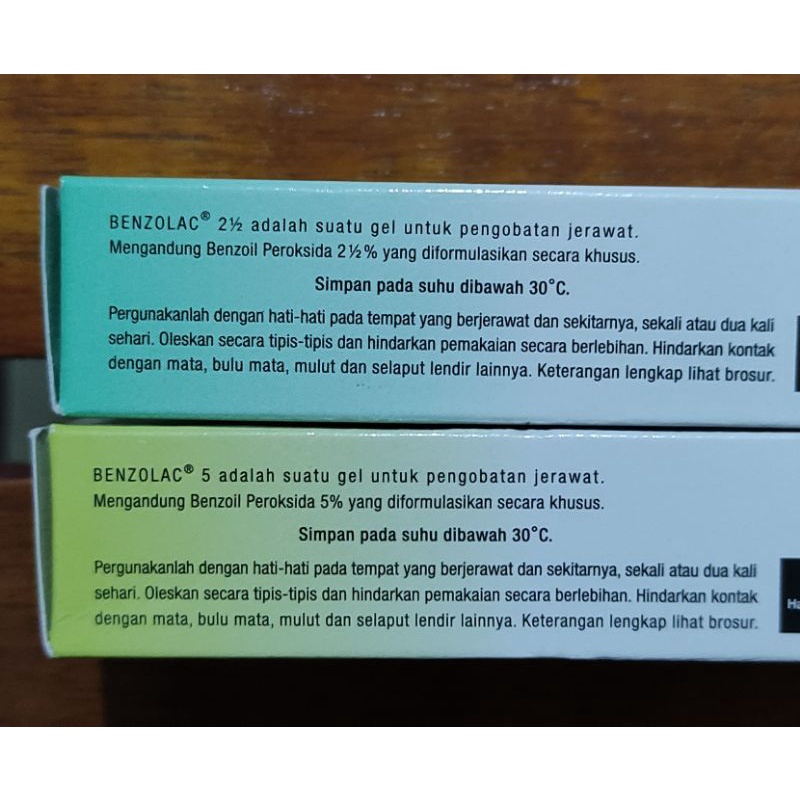 BENZOLAC® 2½ adalah suatu gel untuk pengobatan jerawat.
Mengandung Benzoil Peroksida 2½% yang diformulasikan secara khusus.
Simpan pada suhu dibawah 30°C.
Pergunakanlah dengan hati-hati pada tempat yang berjerawat dan sekitarnya, sekali atau dua kali
sehari. Oleskan secara tipis-tipis dan hindarkan pemakaian secara berlebihan. Hindarkan kontak
dengan mata, bulu mata, mulut dan selaput lendir lainnya. Keterangan lengkap lihat brosur.
BENZOLAC® 5 adalah suatu gel untuk pengobatan jerawat.
Mengandung Benzoil Peroksida 5% yang diformulasikan secara khusus.
Simpan pada suhu dibawah 30°C.
Pergunakanlah dengan hati-hati pada tempat yang berjerawat dan sekitarnya, sekali atau dua kali
sehari. Oleskan secara tipis-tipis dan hindarkan pemakaian secara berlebihan. Hindarkan kontak
dengan mata, bulu mata, mulut dan selaput lendir lainnya. Keterangan lengkap lihat brosur.